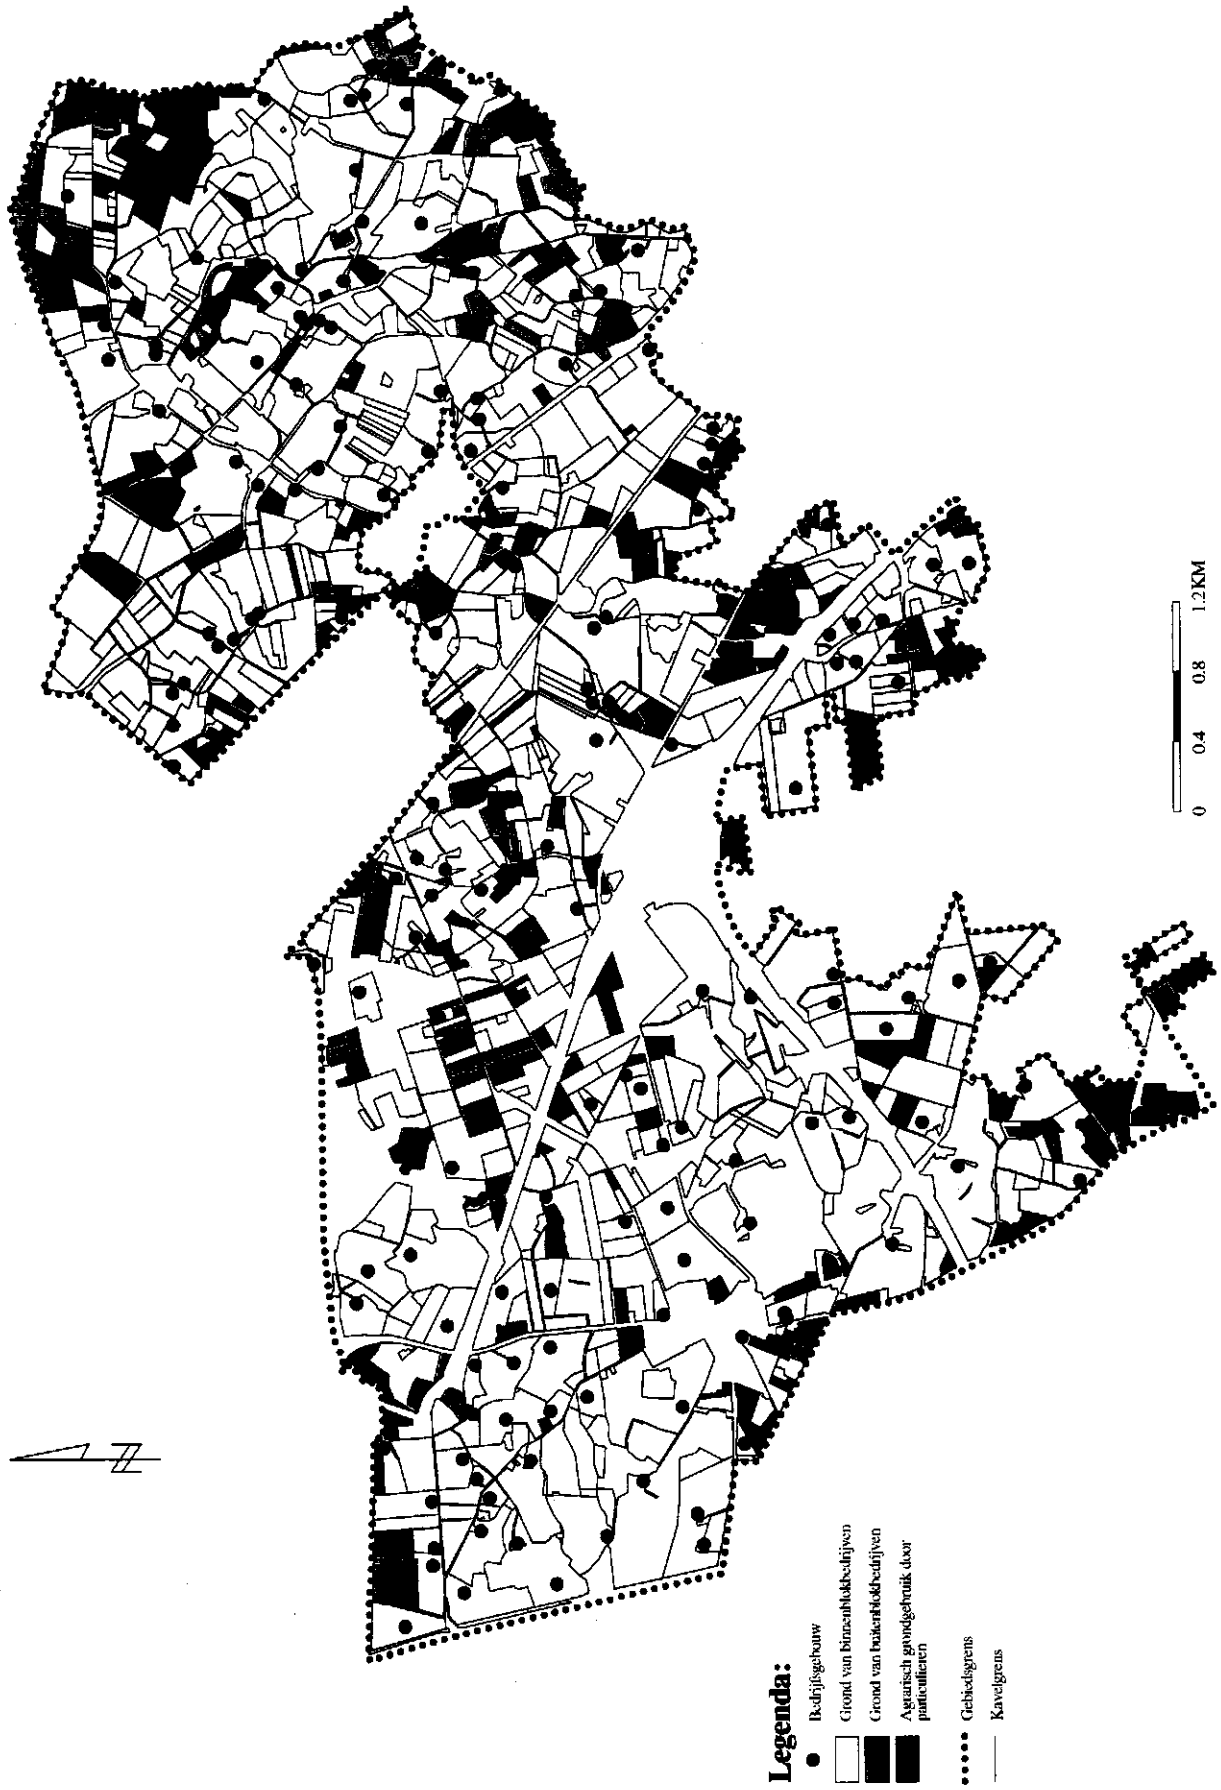 Legenda:
Bedrijfsgebouw
Grond van binnenblokbedrijven
Grond van buitenblokbedrijven
Agrarisch grondgebruik door
particulieren
Gebiedsgrens
Kavelgrens
0 0.4 0.8 1.2KM